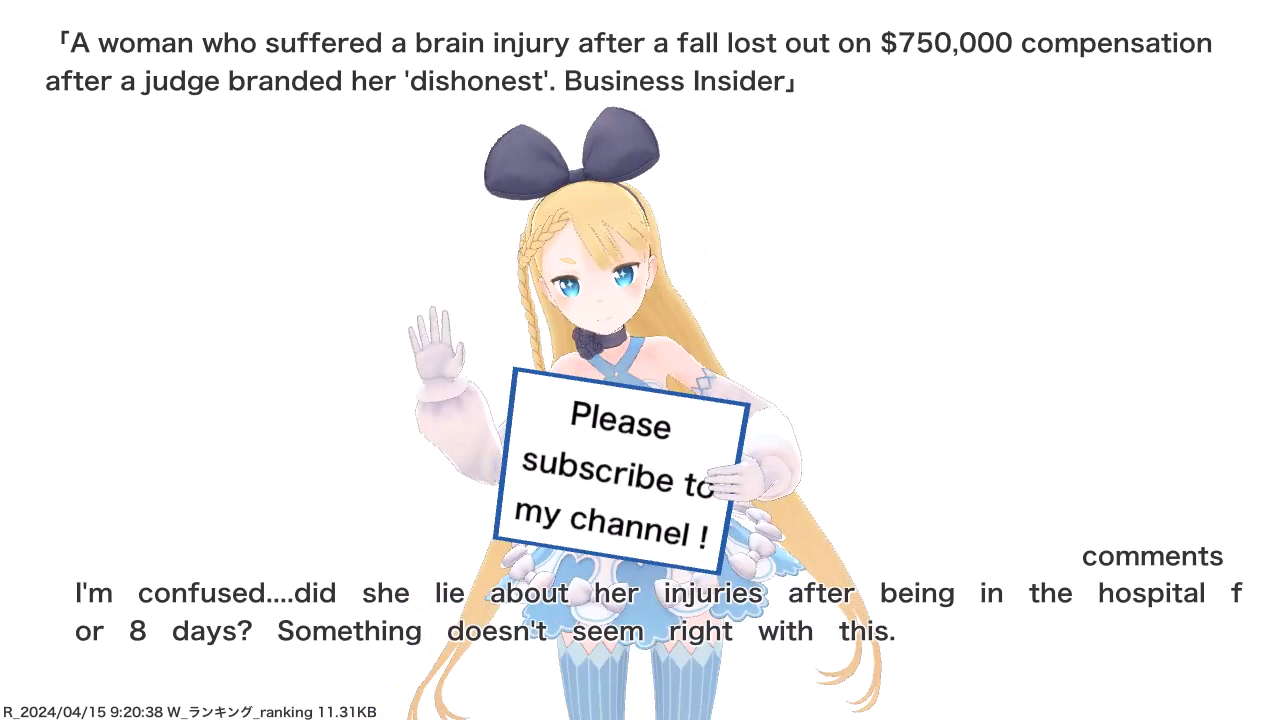 「A woman who suffered a brain injury after a fall lost out on $750,000 compensation
after a judge branded her 'dishonest'. Business Insider」
Please
subscribe to
my channel !
comments
I'm confused....did she lie about her injuries after being in the hospital f
or 8 days? Something doesn't seem right with this.
R_2024/04/15 9:20:38 W_ランキング_ranking 11.31KB